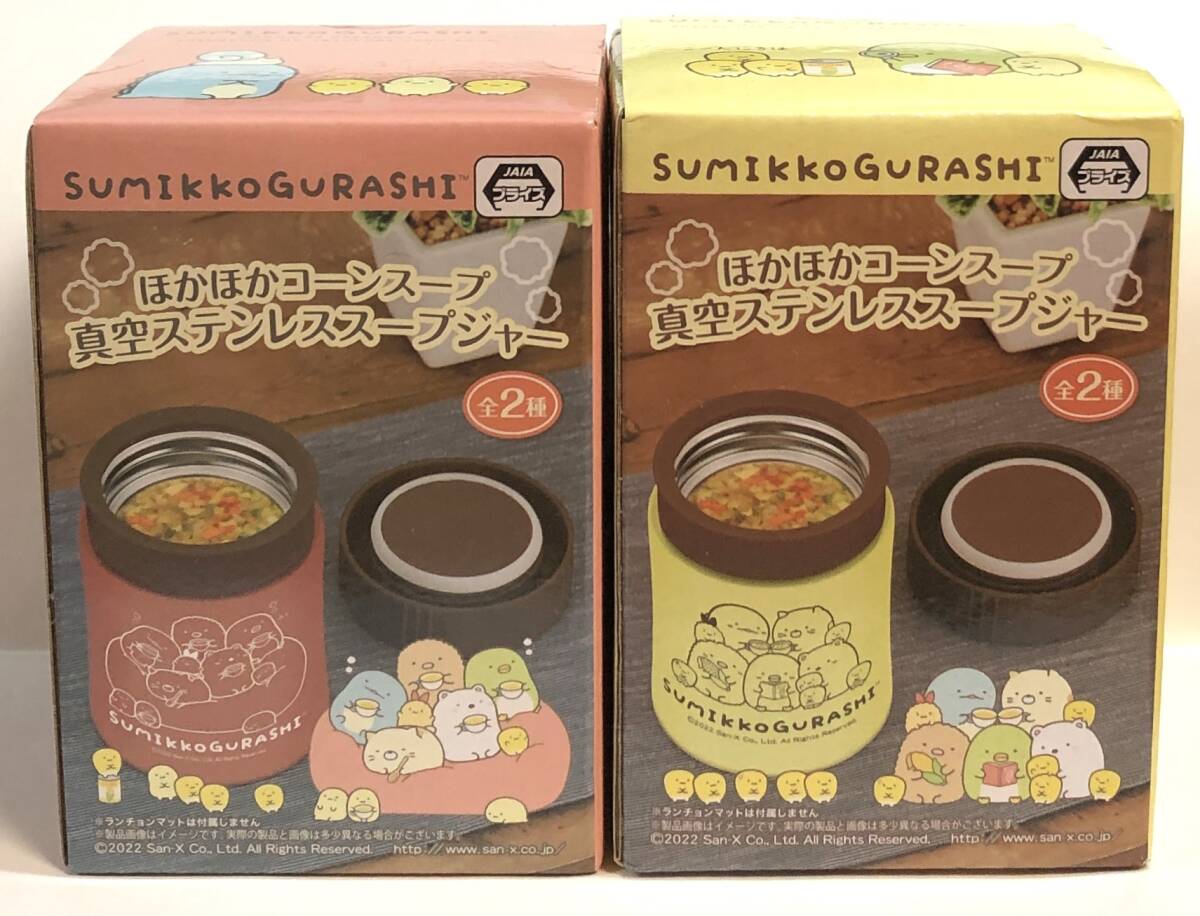 SUMIKKOGURASHI™
JAIA
プライズ
ほかほかコーンスープ
真空ステンレススープジャー
全2種
SUMIKKOGURASHI™
※ランチョンマットは付属しません
※製品画像はイメージです。実際の製品と画像は多少異なる場合がございます。
©2022 San-X Co., Ltd. All Rights Reserved. http://www.san-x.co.jp/
SUMIKKOGURASHI™
JAIA
プライズ
ほかほかコーンスープ
真空ステンレススープジャー
全2種
SUMIKKOGURASHI™
©2022 San-X Co., Ltd. All Rights Reserved.
※ランチョンマットは付属しません
※製品画像はイメージです。実際の製品と画像は多少異なる場合がございます。
©2022 San-X Co., Ltd. All Rights Reserved. http://www.san-x.co.jp/